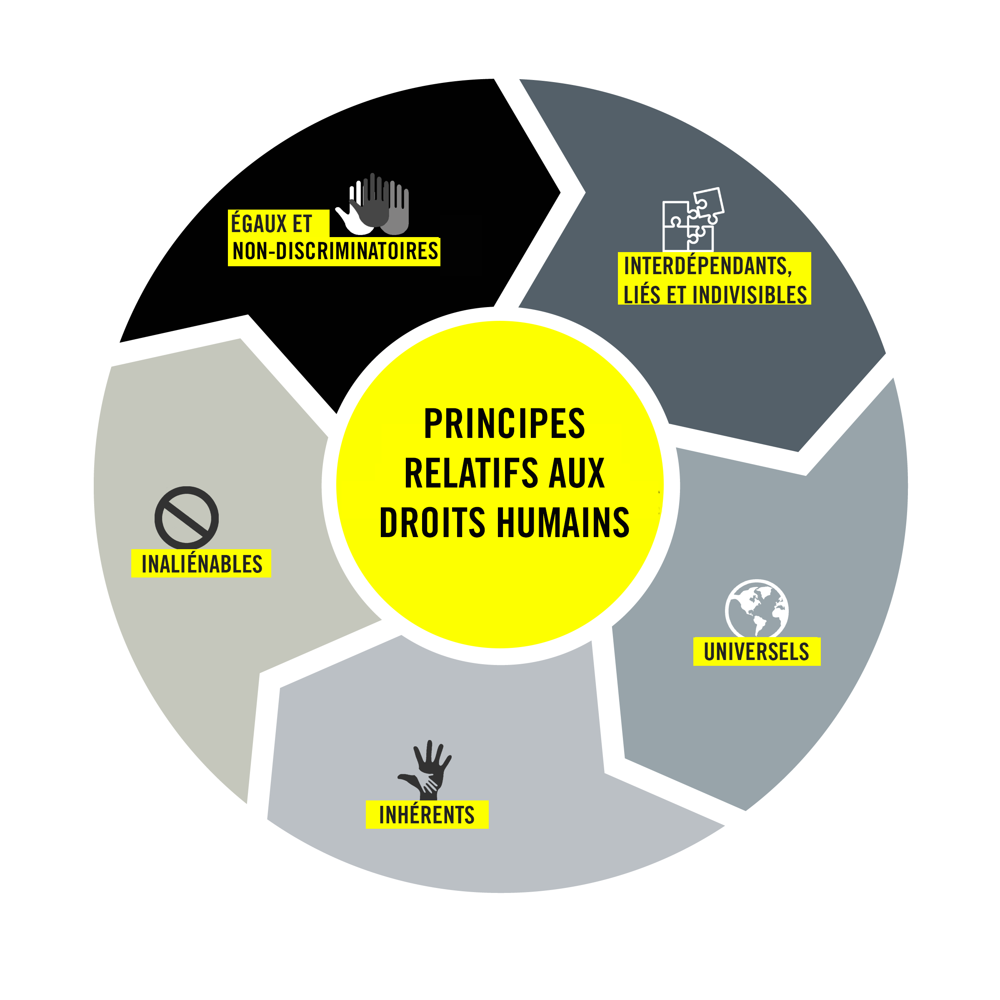 ÉGAUX ET
NON-DISCRIMINATOIRES
INTERDÉPENDANTS,
LIÉS ET INDIVISIBLES
PRINCIPES
RELATIFS AUX
DROITS HUMAINS
INALIÉNABLES
UNIVERSELS
INHÉRENTS